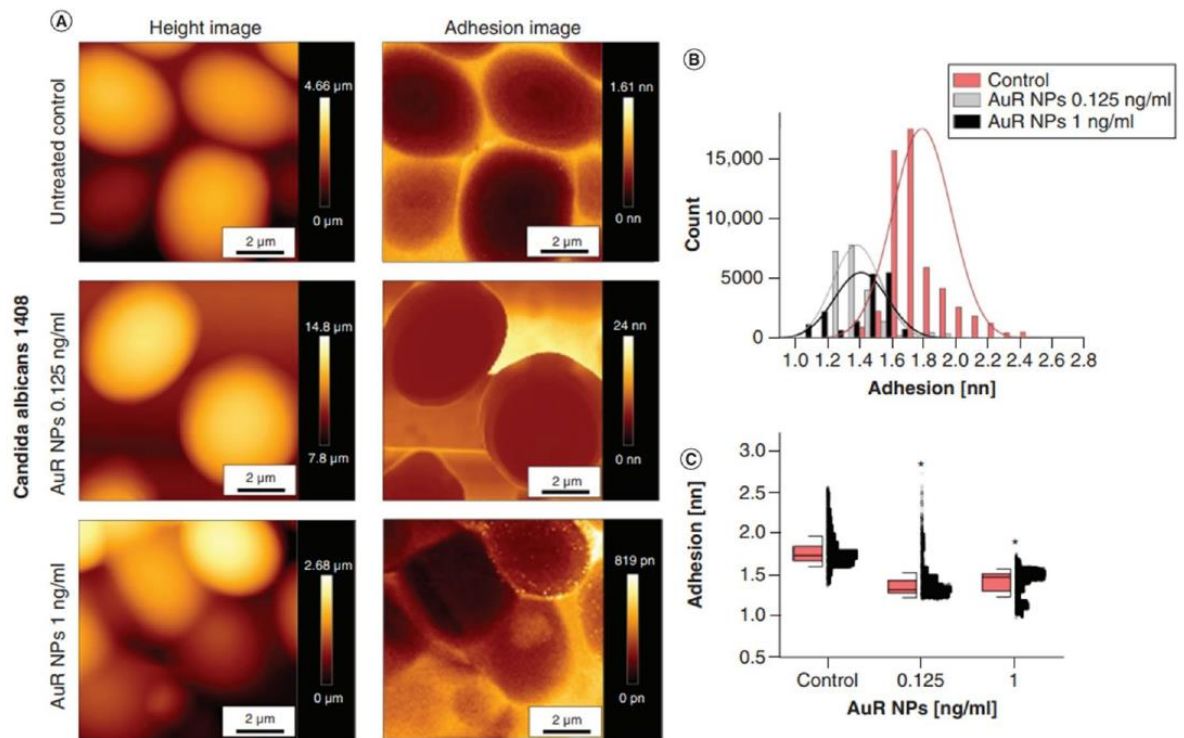 A
Height image
Adhesion image
Candida albicans 1408
Untreated control
4.66 µm
0 µm
2 µm
1.61 nn
0 nn
2 µm
AuR NPs 0.125 ng/ml
14.8 µm
7.8 µm
2 µm
24 nn
0 nn
2 µm
AuR NPs 1 ng/ml
2.68 µm
0 µm
2 µm
819 pn
0 pn
2 µm
B
Control
AuR NPs 0.125 ng/ml
AuR NPs 1 ng/ml
Count
15,000
10,000
5000
0
1.0 1.2 1.4 1.6 1.8 2.0 2.2 2.4 2.6 2.8
Adhesion [nn]
C
Adhesion [nn]
3.0
2.5
2.0
1.5
1.0
0.5
* *
Control 0.125 1
AuR NPs [ng/ml]